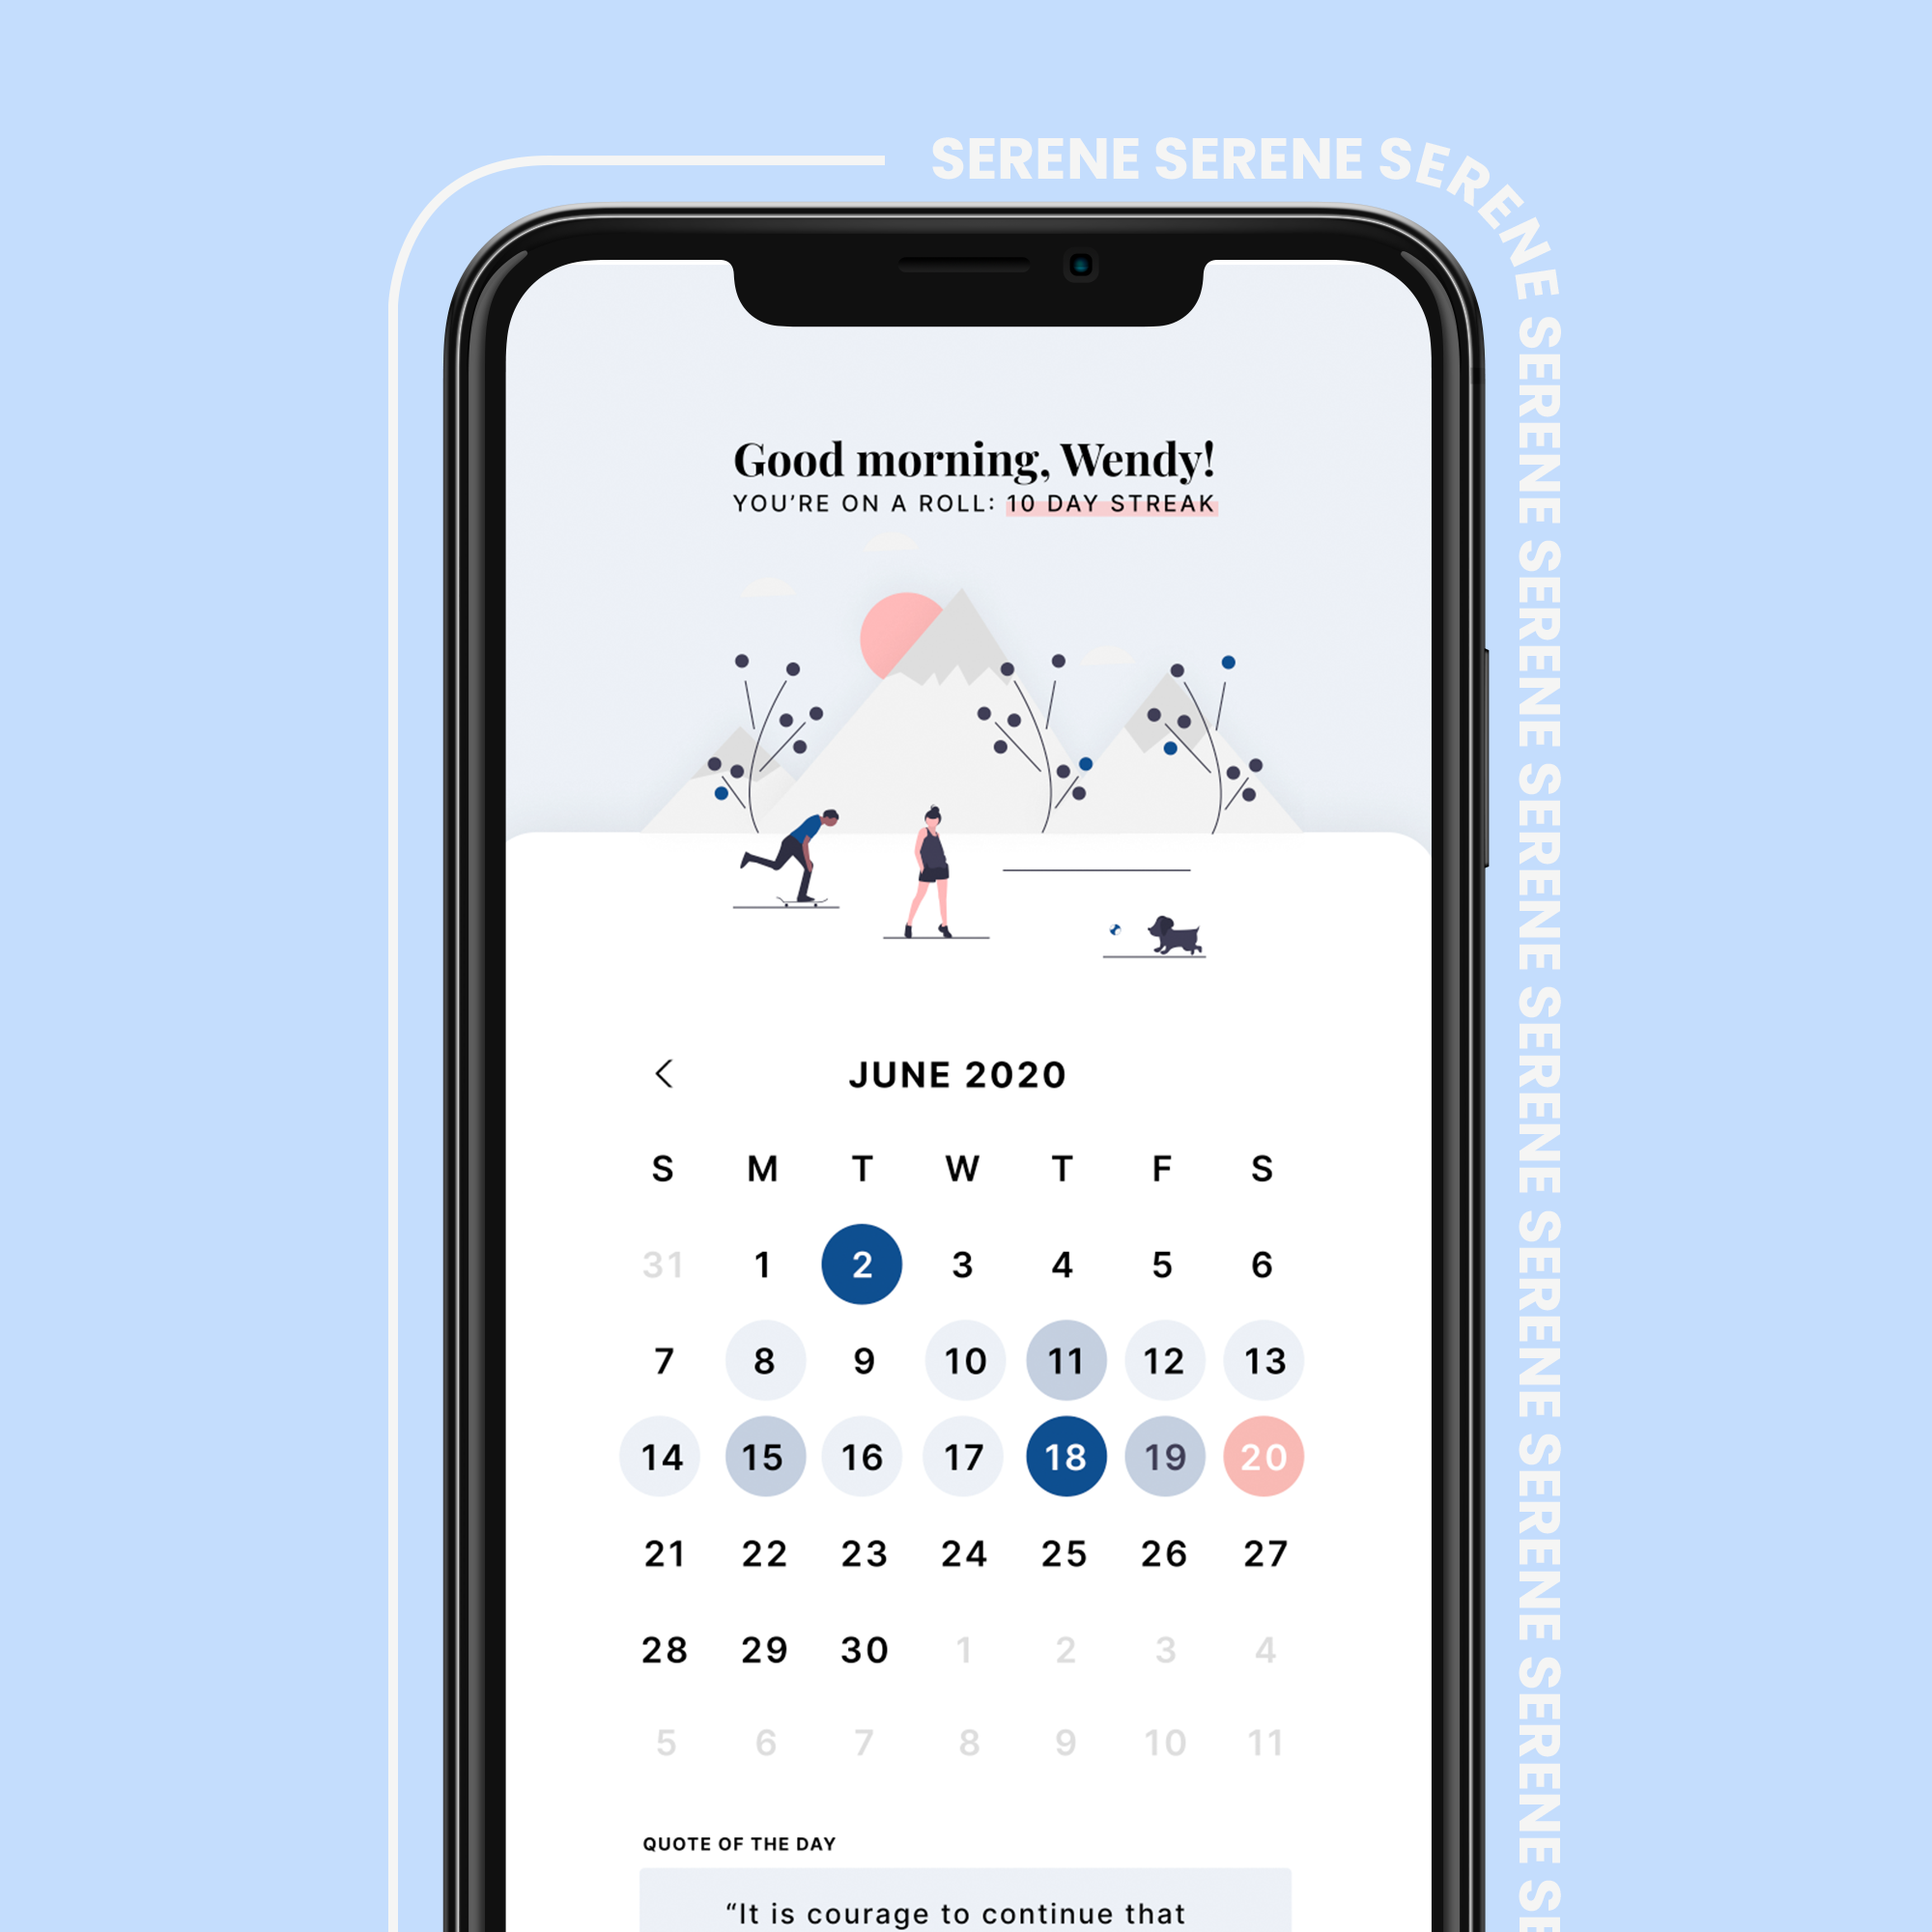 SERENE SERENE SERENE SERENE SERENE SERENE SERENE SERENE SERENE SERENE SE
Good morning, Wendy!
YOU’RE ON A ROLL: 10 DAY STREAK
JUNE 2020
S M T W T F S
31 1 2 3 4 5 6
7 8 9 10 11 12 13
14 15 16 17 18 19 20
21 22 23 24 25 26 27
28 29 30 1 2 3 4
5 6 7 8 9 10 11
QUOTE OF THE DAY
“It is courage to continue that